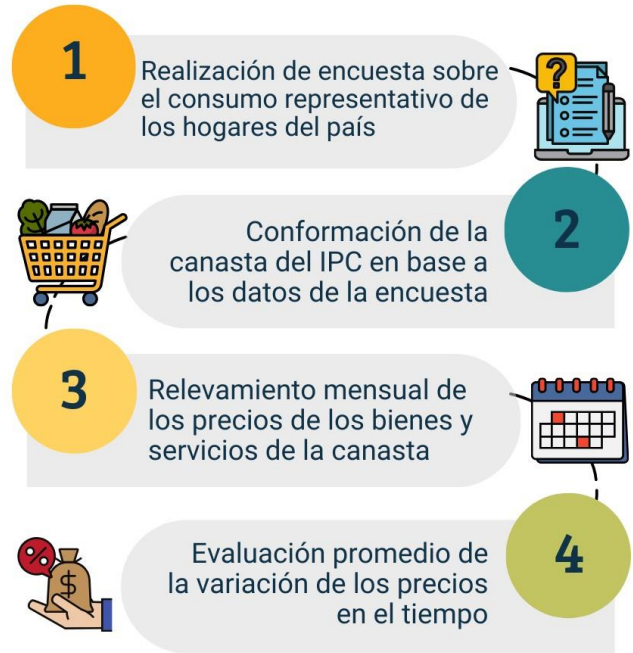 1
Realización de encuesta sobre
el consumo representativo de
los hogares del país
?
2
Conformación de la
canasta del IPC en base a
los datos de la encuesta
3
Relevamiento mensual de
los precios de los bienes y
servicios de la canasta
4
Evaluación promedio de
la variación de los precios
en el tiempo
%
$